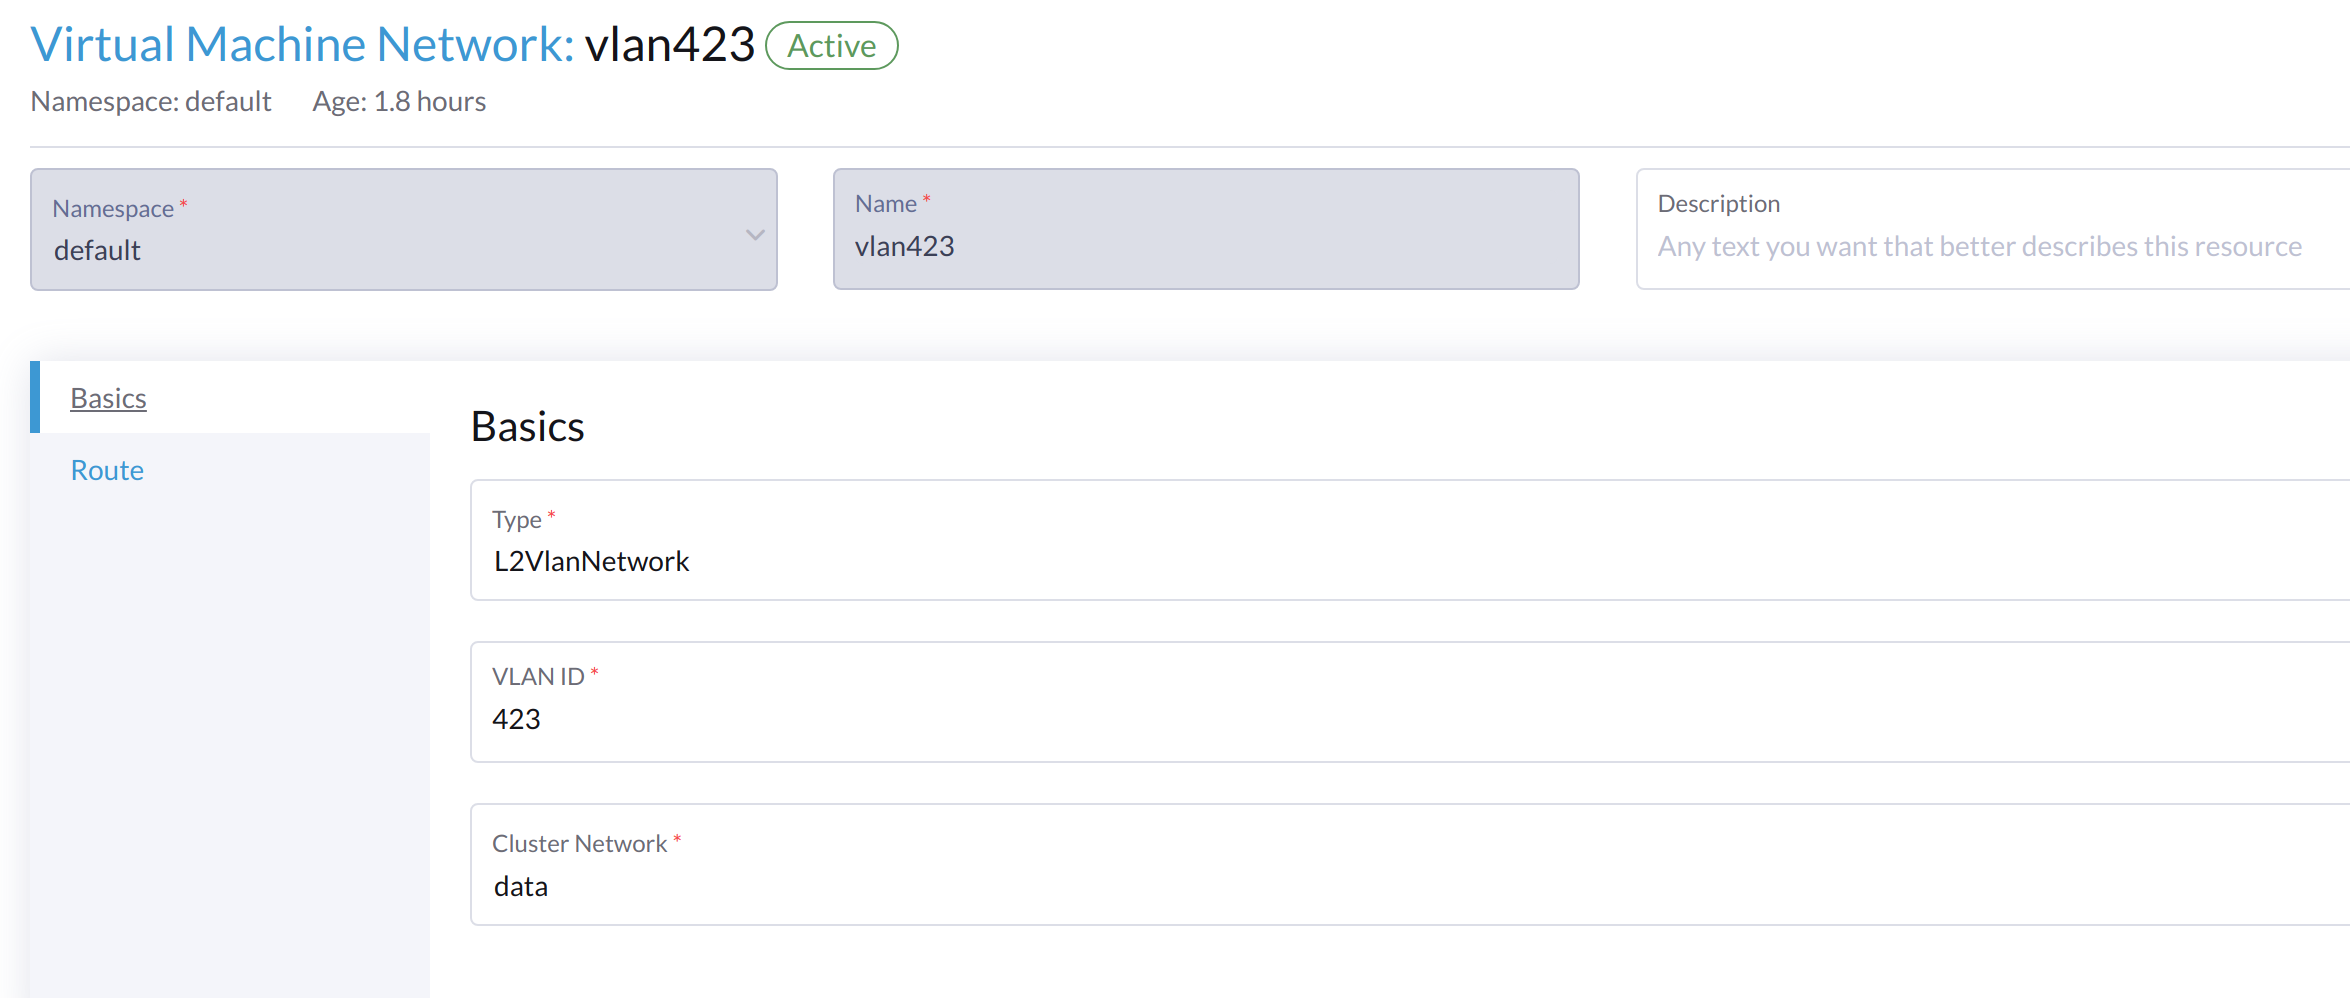 Virtual Machine Network: vlan423 Active
Namespace: default Age: 1.8 hours
Namespace *
default
Name *
vlan423
Description
Any text you want that better describes this resource
Basics
Route
Basics
Type *
L2VlanNetwork
VLAN ID *
423
Cluster Network *
data